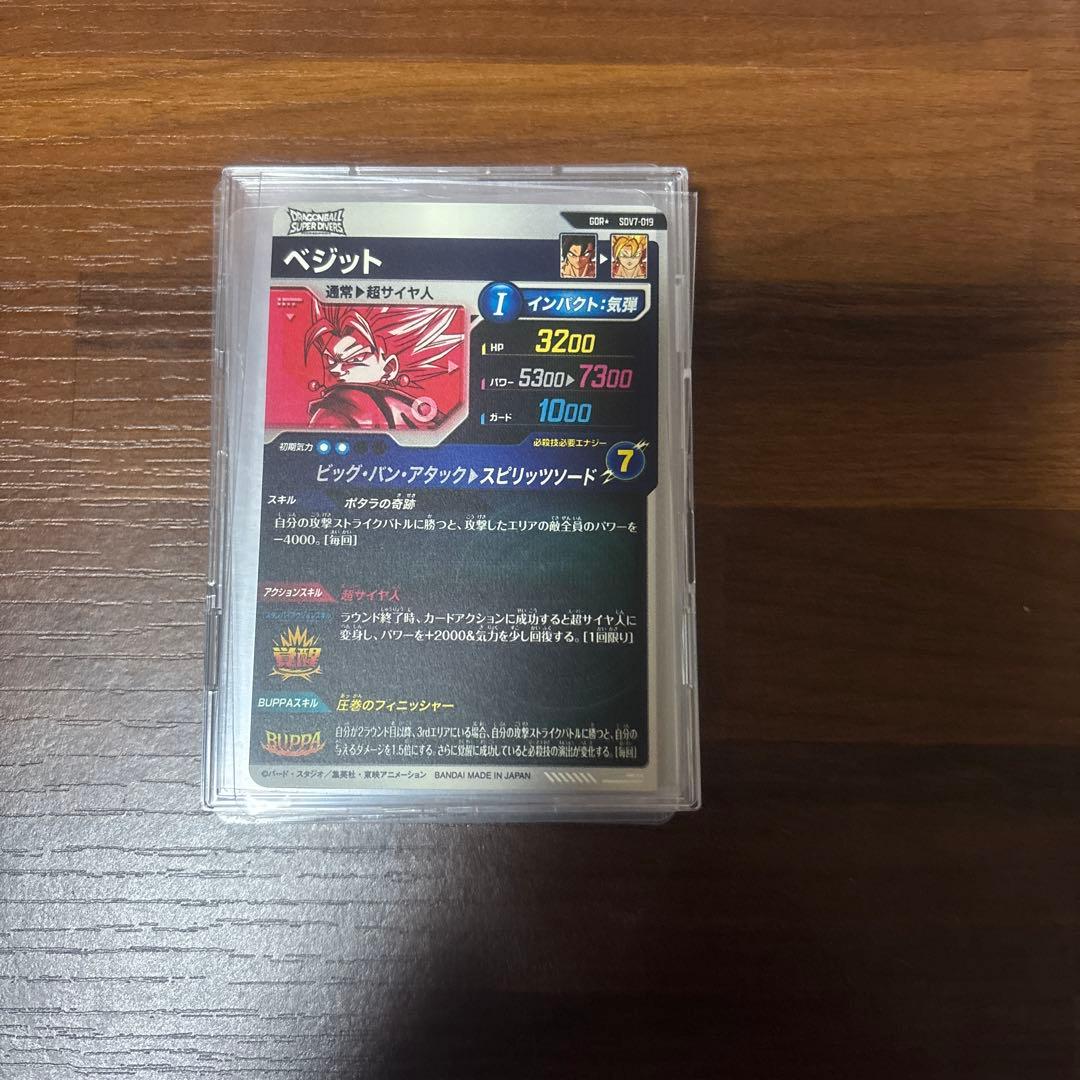 DRAGONBALL
SUPER DIVERS
GDR★ SDV7-019
ベジット
通常▶超サイヤ人
I インパクト:気弾
HP 3200
パワー 5300▶7300
ガード 1000
初期気力
必殺技必要エナジー
7
ビッグ・バン・アタック▶スピリッツソード
スキル ポタラの奇跡
自分の攻撃ストライクバトルに勝つと、攻撃したエリアの敵全員のパワーを
-4000。[毎回]
アクションスキル 超サイヤ人
ラウンド終了時、カードアクションに成功すると超サイヤ人に
変身し、パワーを+2000&気力を少し回復する。[1回限り]
覚醒
BUPPAスキル 圧巻のフィニッシャー
BUPPA
自分が2ラウンド目以降、3rdエリアにいる場合、自分の攻撃ストライクバトルに勝つと、自分の
与えるダメージを1.5倍にする。さらに覚醒に成功していると必殺技の演出が変化する。[毎回]
©バード・スタジオ/集英社・東映アニメーション BANDAI MADE IN JAPAN